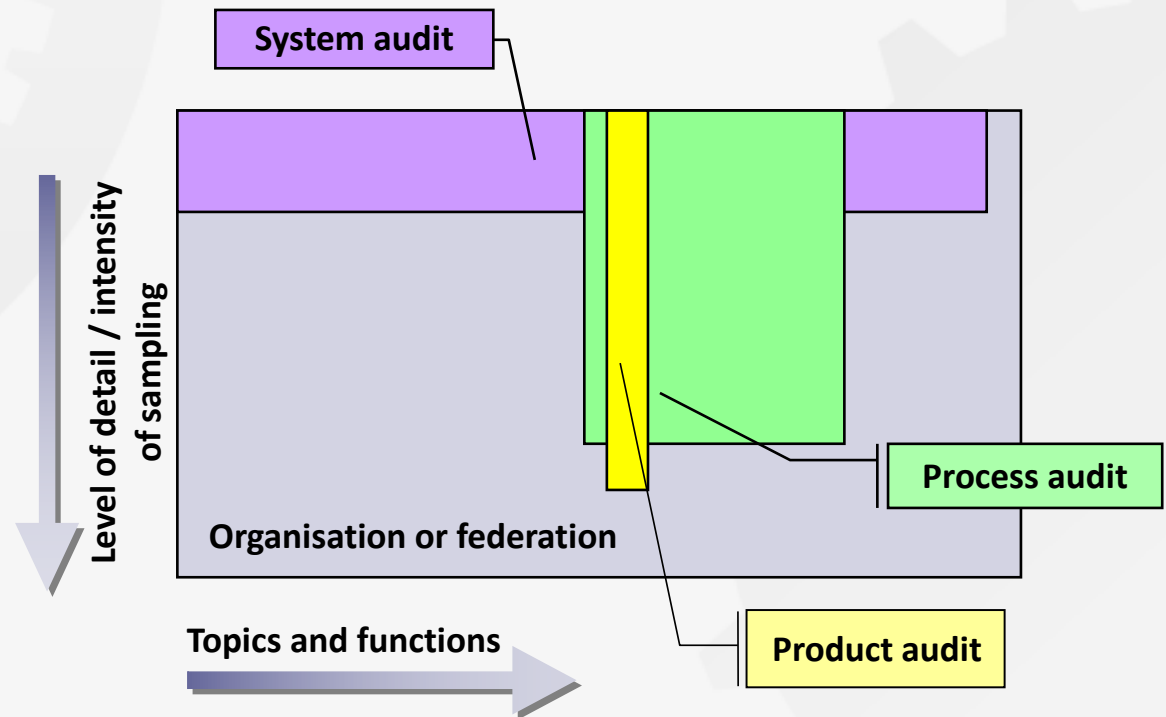 System audit
Level of detail / intensity
of sampling
Process audit
Organisation or federation
Topics and functions
Product audit